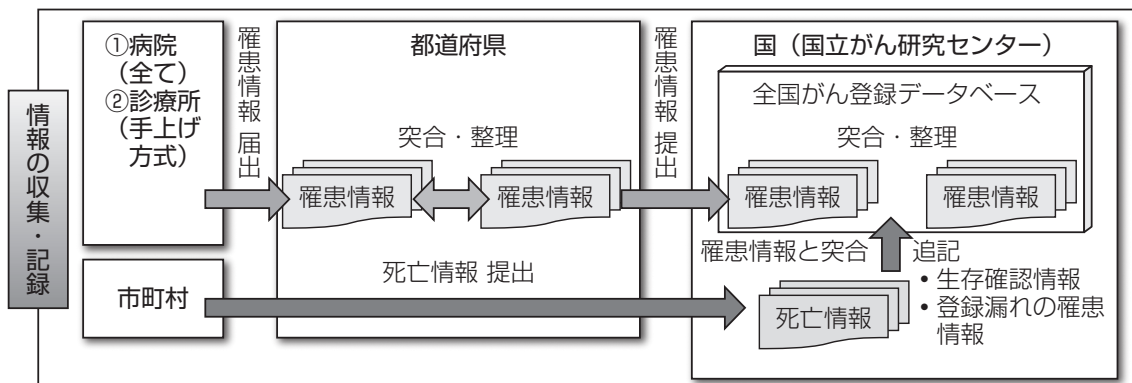 情報の収集・記録
①病院
(全て)
②診療所
(手上げ
方式)
罹患情報 届出
都道府県
突合・整理
罹患情報
罹患情報
罹患情報 提出
国(国立がん研究センター)
全国がん登録データベース
突合・整理
罹患情報
罹患情報
罹患情報と突合
追記
・生存確認情報
・登録漏れの罹患
情報
市町村
死亡情報 提出
死亡情報